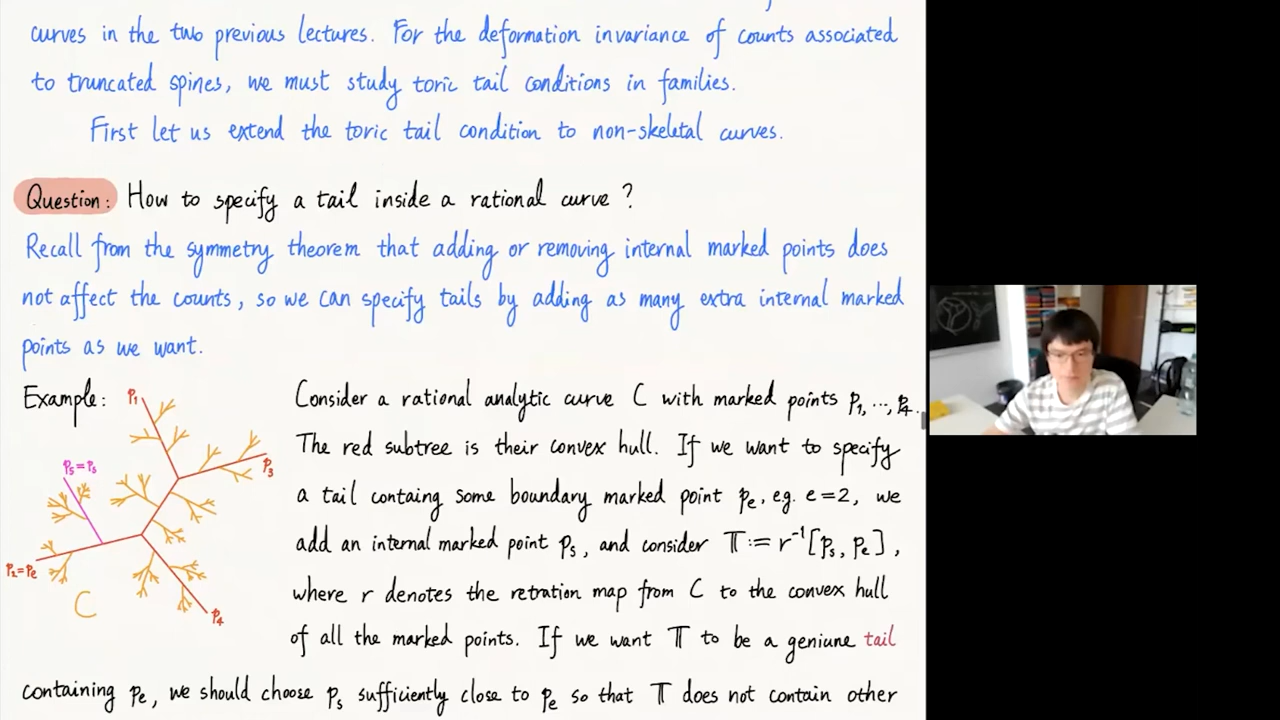 curves in the two previous lectures. For the deformation invariance of counts associated
to truncated spines, we must study toric tail conditions in families.
First let us extend the toric tail condition to non-skeletal curves.
Question: How to specify a tail inside a rational curve?
Recall from the symmetry theorem that adding or removing internal marked points does
not affect the counts, so we can specify tails by adding as many extra internal marked
points as we want.
Example:
p₁
p₃
p₅=pₛ
p₂=pₑ
p₄
C
Consider a rational analytic curve C with marked points p₁, ..., p₄.
The red subtree is their convex hull. If we want to specify
a tail containg some boundary marked point pₑ, e.g. e=2, we
add an internal marked point pₛ, and consider 𝕋 := r⁻¹[pₛ, pₑ],
where r denotes the retration map from C to the convex hull
of all the marked points. If we want 𝕋 to be a geniune tail
containing pₑ, we should choose pₛ sufficiently close to pₑ so that 𝕋 does not contain other